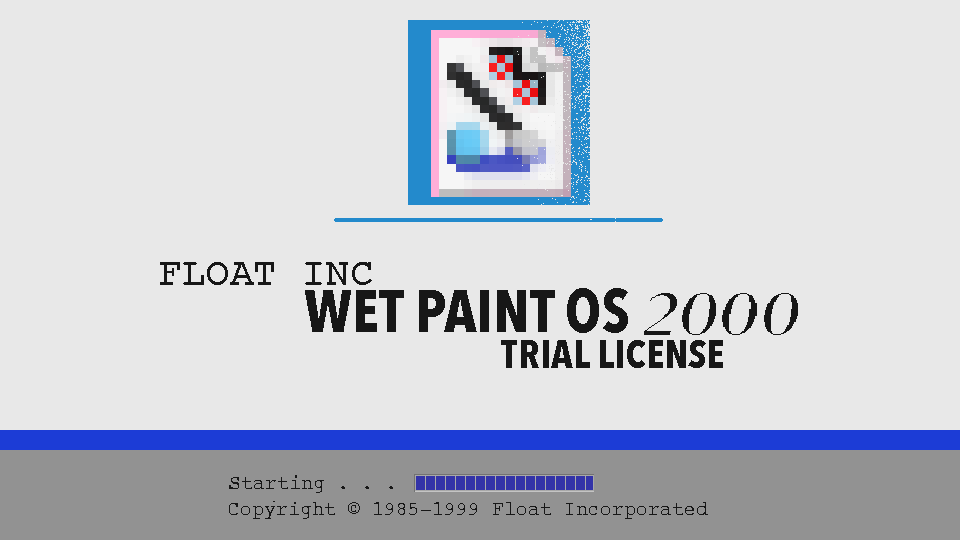 FLOAT INC
WET PAINT OS 2000
TRIAL LICENSE
Starting . . .
Copyright © 1985-1999 Float Incorporated